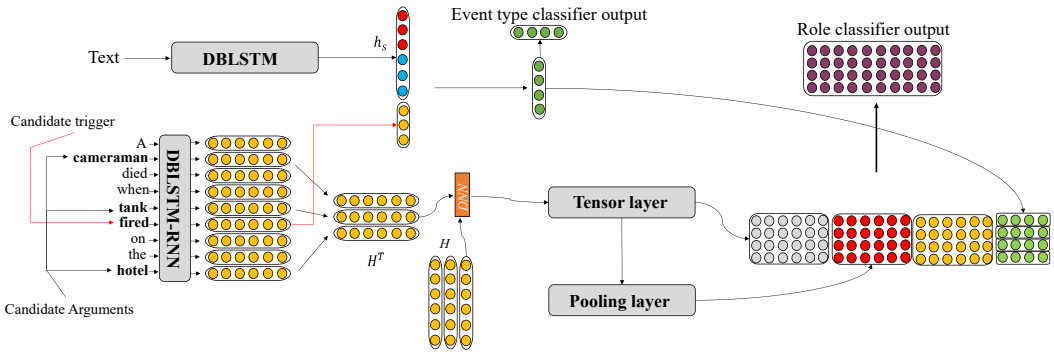 Event type classifier output
Role classifier output
Text
DBLSTM
h_s
Candidate trigger
A
cameraman
died
when
tank
fired
on
the
hotel
DBLSTM-RNN
H^T
DNN
H
Tensor layer
Pooling layer
Candidate Arguments